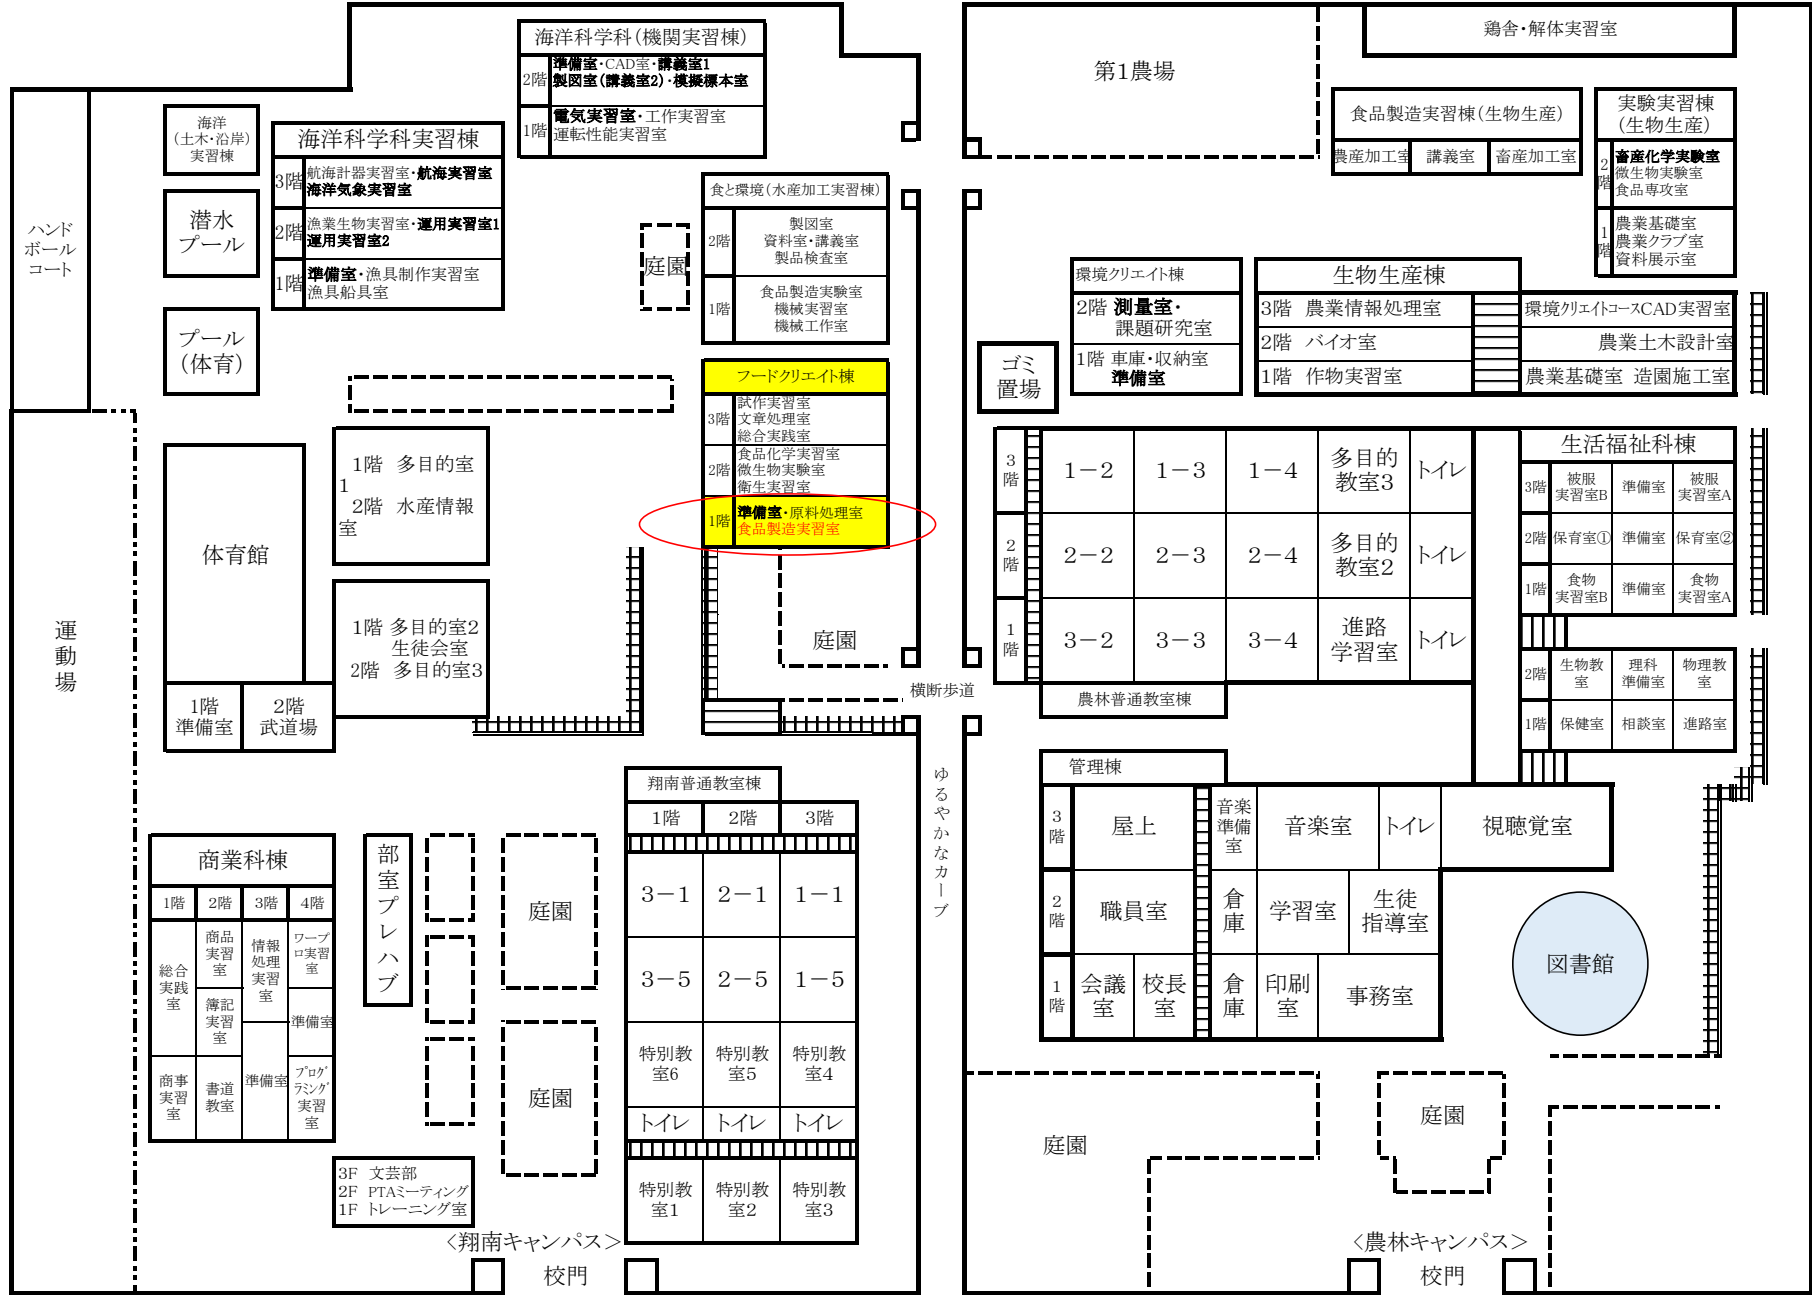 海洋科学科(機関実習棟)
2階
準備室・CAD室・講義室1
製図室(講義室2)・模擬標本室
1階
電気実習室・工作実習室
運転性能実習室
海洋
(土木・沿岸)
実習棟
海洋科学科実習棟
3階
航海計器実習室・航海実習室
海洋気象実習室
2階
漁業生物実習室・運用実習室1
運用実習室2
1階
準備室・漁具制作実習室
漁具船具室
ハンド
ボール
コート
潜水
プール
プール
(体育)
庭園
食と環境(水産加工実習棟)
2階
製図室
資料室・講義室
製品検査室
1階
食品製造実験室
機械実習室
機械工作室
フードクリエイト棟
3階
試作実習室
文章処理室
総合実践室
2階
食品化学実習室
微生物実験室
衛生実習室
1階
準備室・原料処理室
食品製造実習室
体育館
1階 準備室
2階 武道場
1階 多目的室
1
2階 水産情報
室
1階 多目的室2
生徒会室
2階 多目的室3
庭園
横断歩道
運動場
ゆるやかなカーブ
商業科棟
1階 2階 3階 4階
総合実践室
商事実習室
商品実習室
簿記実習室
書道教室
情報処理実習室
準備室
ワープロ実習室
準備室
プログラミング実習室
部室プレハブ
庭園
庭園
3F 文芸部
2F PTAミーティング
1F トレーニング室
翔南普通教室棟
1階 2階 3階
3-1 2-1 1-1
3-5 2-5 1-5
特別教室6 特別教室5 特別教室4
トイレ トイレ トイレ
特別教室1 特別教室2 特別教室3
<翔南キャンパス>
校門
第1農場
鶏舎・解体実習室
食品製造実習棟(生物生産)
農産加工室 講義室 畜産加工室
実験実習棟
(生物生産)
2階
畜産化学実験室
微生物実験室
食品専攻室
1階
農業基礎室
農業クラブ室
資料展示室
環境クリエイト棟
2階 測量室・
課題研究室
1階 車庫・収納室
準備室
ゴミ
置場
生物生産棟
3階 農業情報処理室
2階 バイオ室
1階 作物実習室
環境クリエイトコースCAD実習室
農業土木設計室
農業基礎室 造園施工室
3階 1-2 1-3 1-4 多目的教室3 トイレ
2階 2-2 2-3 2-4 多目的教室2 トイレ
1階 3-2 3-3 3-4 進路学習室 トイレ
農林普通教室棟
生活福祉科棟
3階 被服実習室B 準備室 被服実習室A
2階 保育室① 準備室 保育室②
1階 食物実習室B 準備室 食物実習室A
2階 生物教室 理科準備室 物理教室
1階 保健室 相談室 進路室
管理棟
3階 屋上 音楽準備室 音楽室 トイレ 視聴覚室
2階 職員室 倉庫 学習室 生徒指導室
1階 会議室 校長室 倉庫 印刷室 事務室
図書館
庭園
庭園
<農林キャンパス>
校門